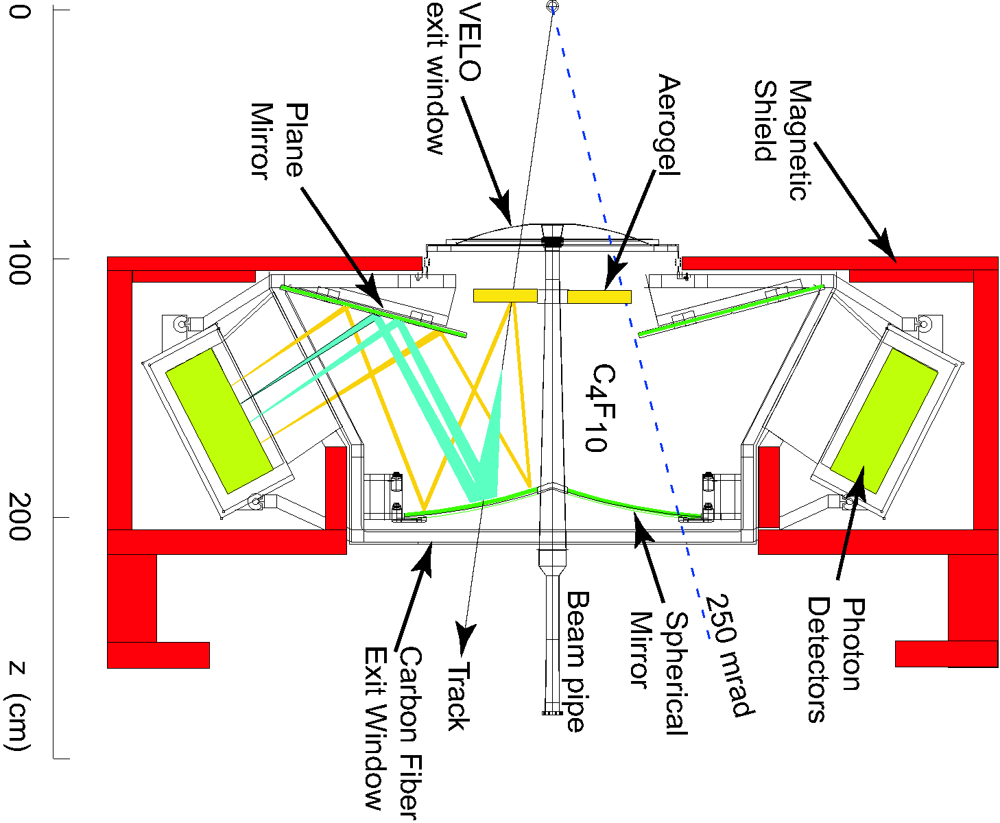 Magnetic
Shield
Aerogel
VELO
exit window
Plane
Mirror
C4F10
Photon
Detectors
250 mrad
Spherical
Mirror
Beam pipe
Track
Carbon Fiber
Exit Window
0
100
200
z (cm)